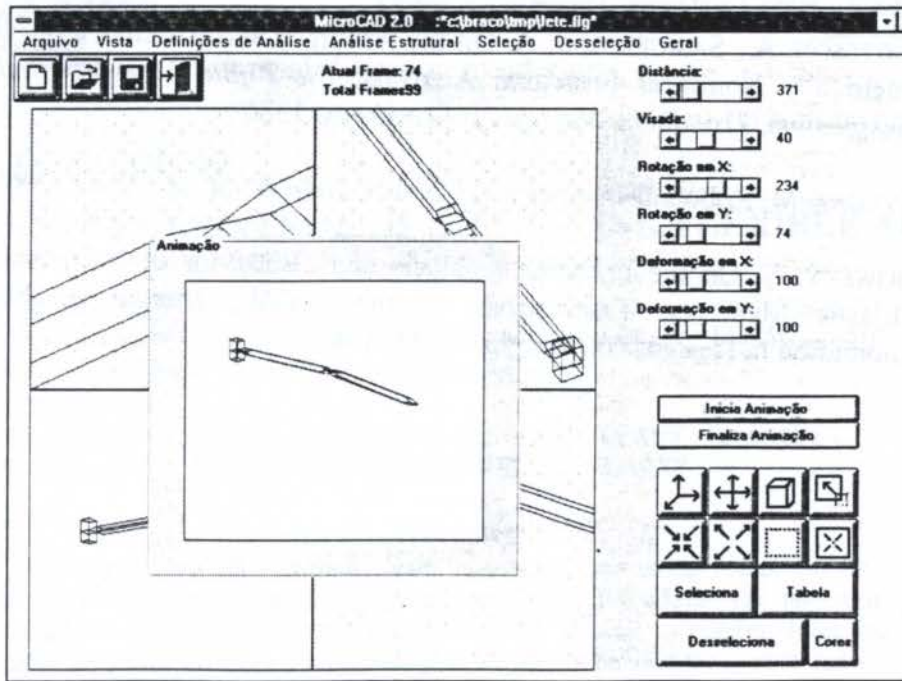 MicroCAD 2.0 :*c:\braco\tmp\lete.fig*
Arquivo Vista Definições de Análise Análise Estrutural Seleção Desseleção Geral
Atual Frame: 74
Total Frames99
Distância:
371
Visada:
40
Rotação em X:
234
Rotação em Y:
74
Deformação em X:
100
Deformação em Y:
100
Animação
Inicia Animação
Finaliza Animação
Seleciona Tabela
Desseleciona Cores